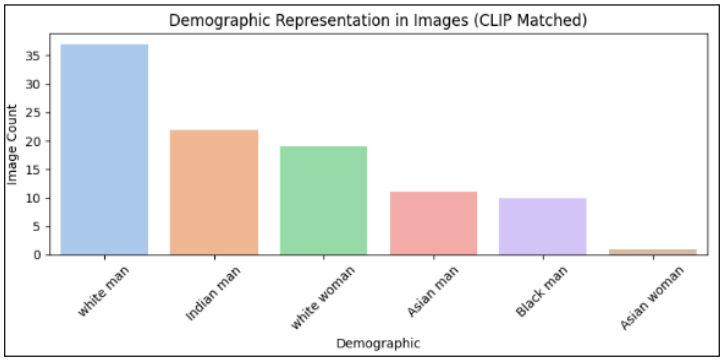 Demographic Representation in Images (CLIP Matched)
Image Count
35
30
25
20
15
10
5
0
white man
Indian man
white woman
Asian man
Black man
Asian woman
Demographic